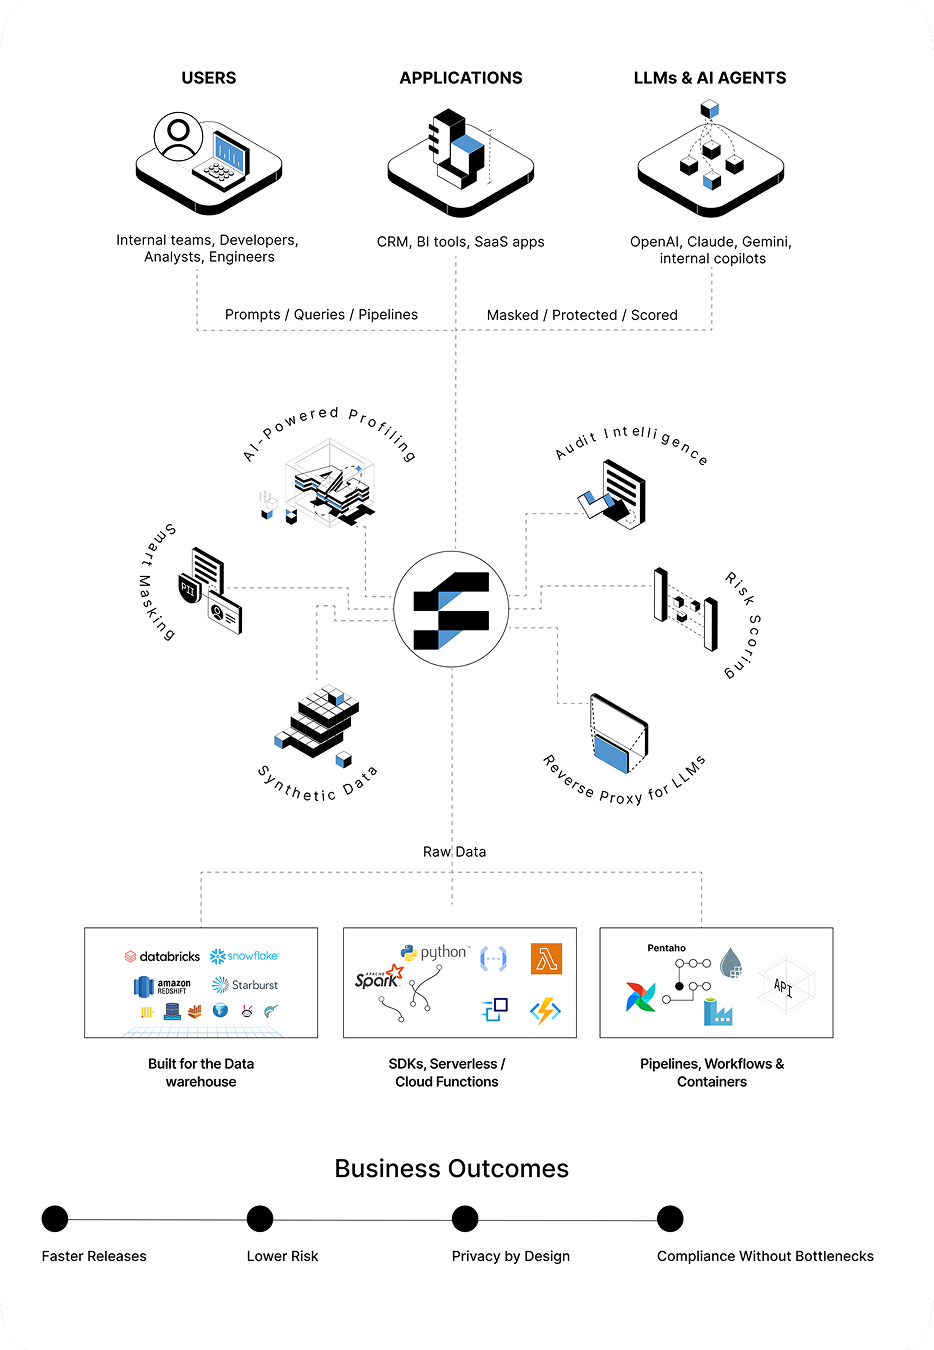 USERS
APPLICATIONS
LLMs & AI AGENTS
Internal teams, Developers,
Analysts, Engineers
CRM, BI tools, SaaS apps
OpenAI, Claude, Gemini,
internal copilots
Prompts / Queries / Pipelines
Masked / Protected / Scored
AI-Powered Profiling
Audit Intelligence
Smart Masking
PII
Risk Scoring
Synthetic Data
Reverse Proxy for LLMs
Raw Data
databricks
snowflake
amazon
REDSHIFT
Starburst
python™
APACHE
Spark™
Pentaho
API
Built for the Data
warehouse
SDKs, Serverless /
Cloud Functions
Pipelines, Workflows &
Containers
Business Outcomes
Faster Releases
Lower Risk
Privacy by Design
Compliance Without Bottlenecks